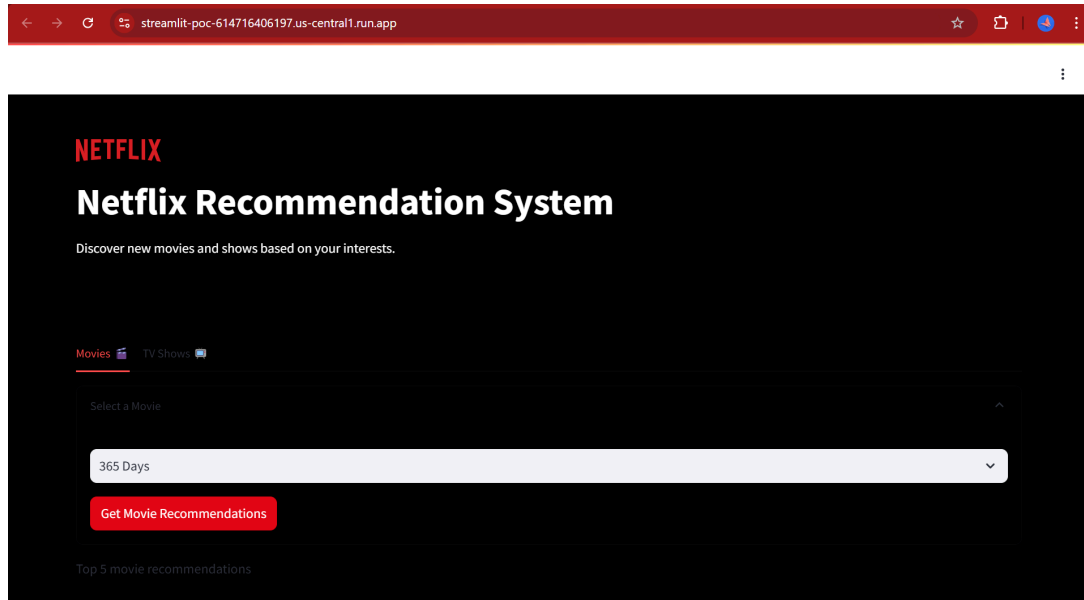 streamlit-poc-614716406197.us-central1.run.app
NETFLIX
Netflix Recommendation System
Discover new movies and shows based on your interests.
Movies 🎬 TV Shows 📺
Select a Movie
365 Days
Get Movie Recommendations
Top 5 movie recommendations